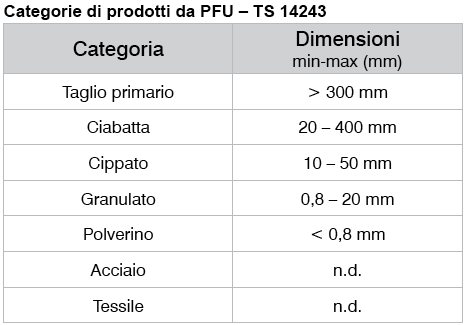 Categorie di prodotti da PFU – TS 14243
Categoria Dimensioni
min-max (mm)
Taglio primario > 300 mm
Ciabatta 20 – 400 mm
Cippato 10 – 50 mm
Granulato 0,8 – 20 mm
Polverino < 0,8 mm
Acciaio n.d.
Tessile n.d.